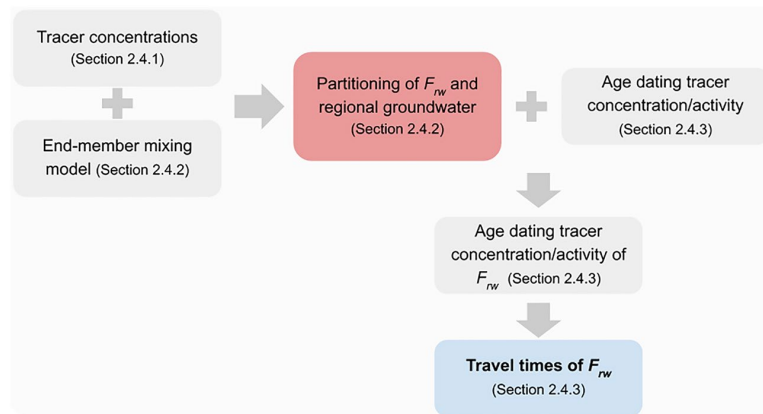 Tracer concentrations
(Section 2.4.1)
End-member mixing
model (Section 2.4.2)
Partitioning of Frw and
regional groundwater
(Section 2.4.2)
Age dating tracer
concentration/activity
(Section 2.4.3)
Age dating tracer
concentration/activity of
Frw (Section 2.4.3)
Travel times of Frw
(Section 2.4.3)